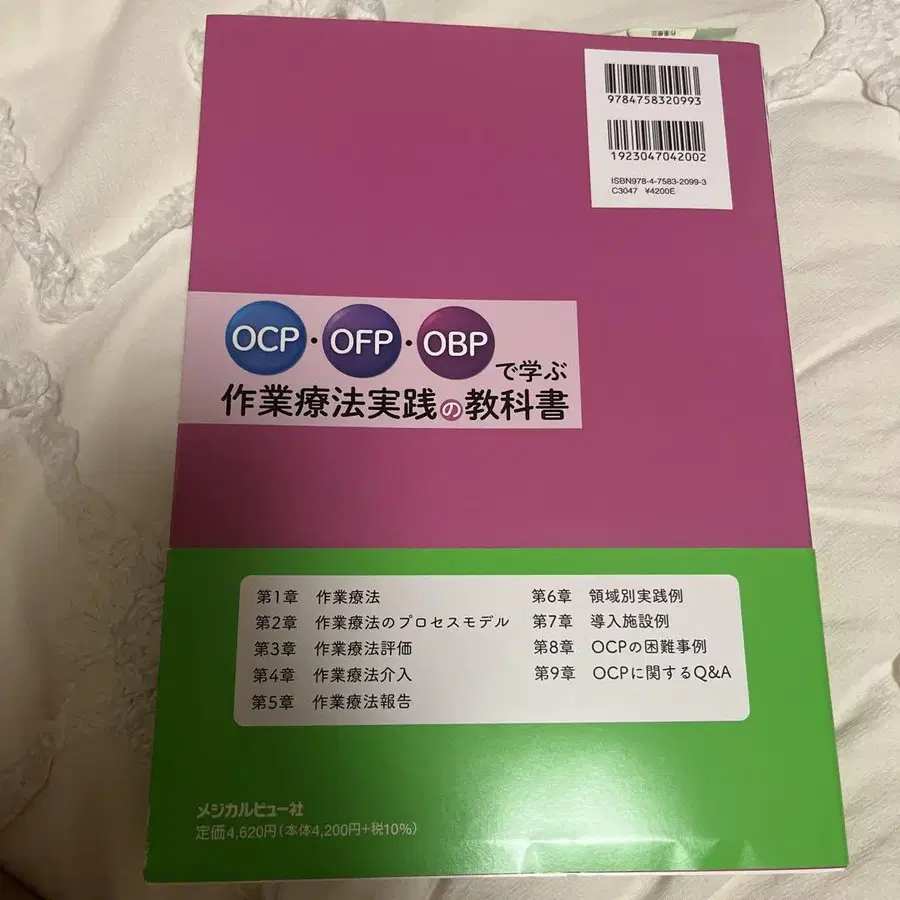 作業療法
9784758320993
1923047042002
ISBN978-4-7583-2099-3
C3047 ¥4200E
OCP・OFP・OBPで学ぶ
作業療法実践の教科書
第1章 作業療法
第2章 作業療法のプロセスモデル
第3章 作業療法評価
第4章 作業療法介入
第5章 作業療法報告
第6章 領域別実践例
第7章 導入施設例
第8章 OCPの困難事例
第9章 OCPに関するQ&A
メジカルビュー社
定価4,620円(本体4,200円+税10%)